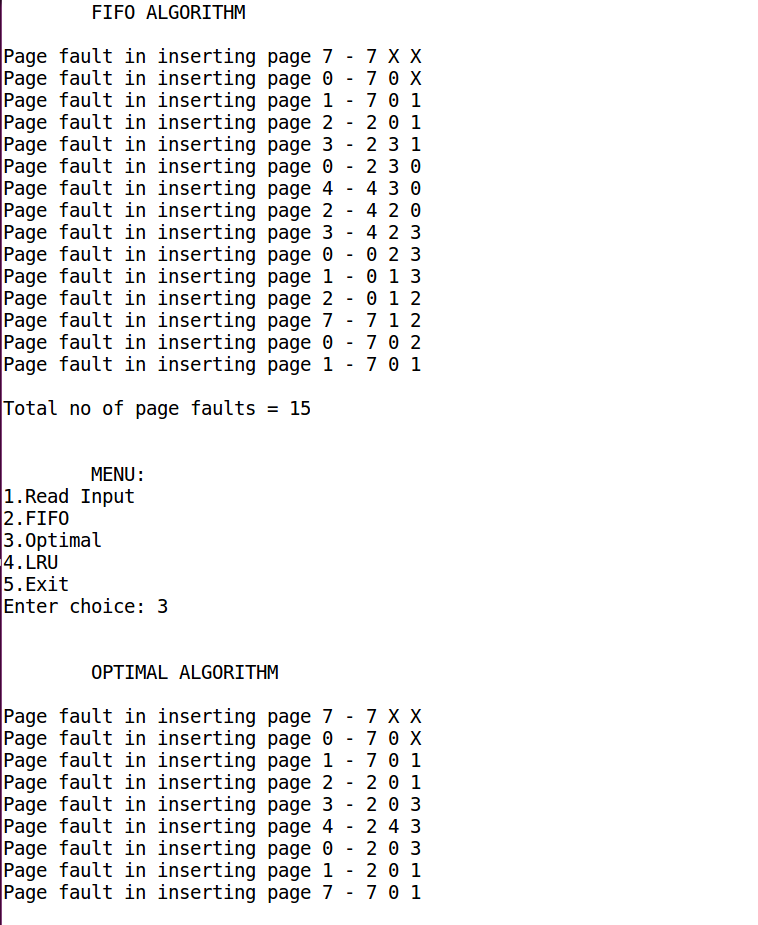 FIFO ALGORITHM
Page fault in inserting page 7 - 7 X X
Page fault in inserting page 0 - 7 0 X
Page fault in inserting page 1 - 7 0 1
Page fault in inserting page 2 - 2 0 1
Page fault in inserting page 3 - 2 3 1
Page fault in inserting page 0 - 2 3 0
Page fault in inserting page 4 - 4 3 0
Page fault in inserting page 2 - 4 2 0
Page fault in inserting page 3 - 4 2 3
Page fault in inserting page 0 - 0 2 3
Page fault in inserting page 1 - 0 1 3
Page fault in inserting page 2 - 0 1 2
Page fault in inserting page 7 - 7 1 2
Page fault in inserting page 0 - 7 0 2
Page fault in inserting page 1 - 7 0 1
Total no of page faults = 15
MENU:
1.Read Input
2.FIFO
3.Optimal
4.LRU
5.Exit
Enter choice: 3
OPTIMAL ALGORITHM
Page fault in inserting page 7 - 7 X X
Page fault in inserting page 0 - 7 0 X
Page fault in inserting page 1 - 7 0 1
Page fault in inserting page 2 - 2 0 1
Page fault in inserting page 3 - 2 0 3
Page fault in inserting page 4 - 2 4 3
Page fault in inserting page 0 - 2 0 3
Page fault in inserting page 1 - 2 0 1
Page fault in inserting page 7 - 7 0 1